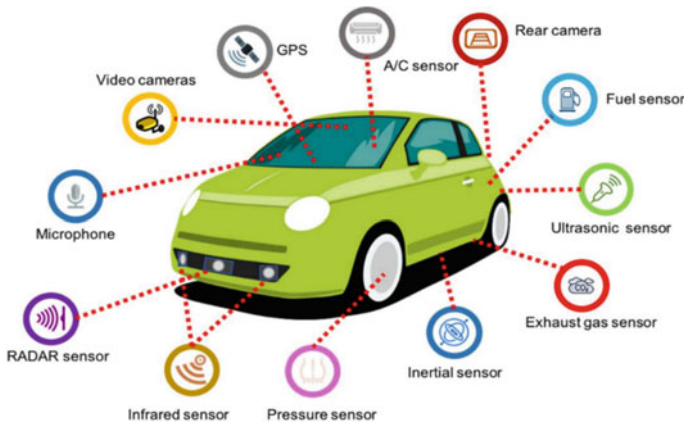 Rear camera
GPS
A/C sensor
Video cameras
Fuel sensor
Microphone
Ultrasonic sensor
CO₂
Exhaust gas sensor
RADAR sensor
Inertial sensor
Infrared sensor
Pressure sensor